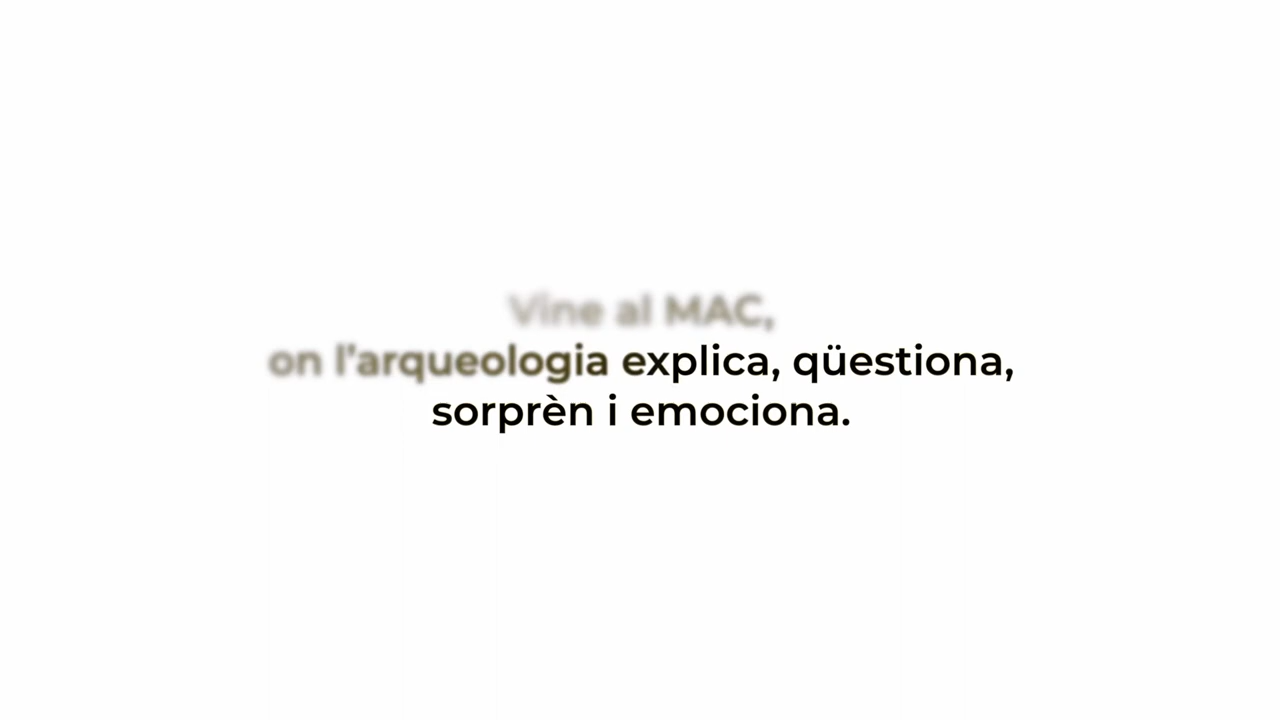 Vine al MAC,
on l’arqueologia explica, qüestiona,
sorprèn i emociona.